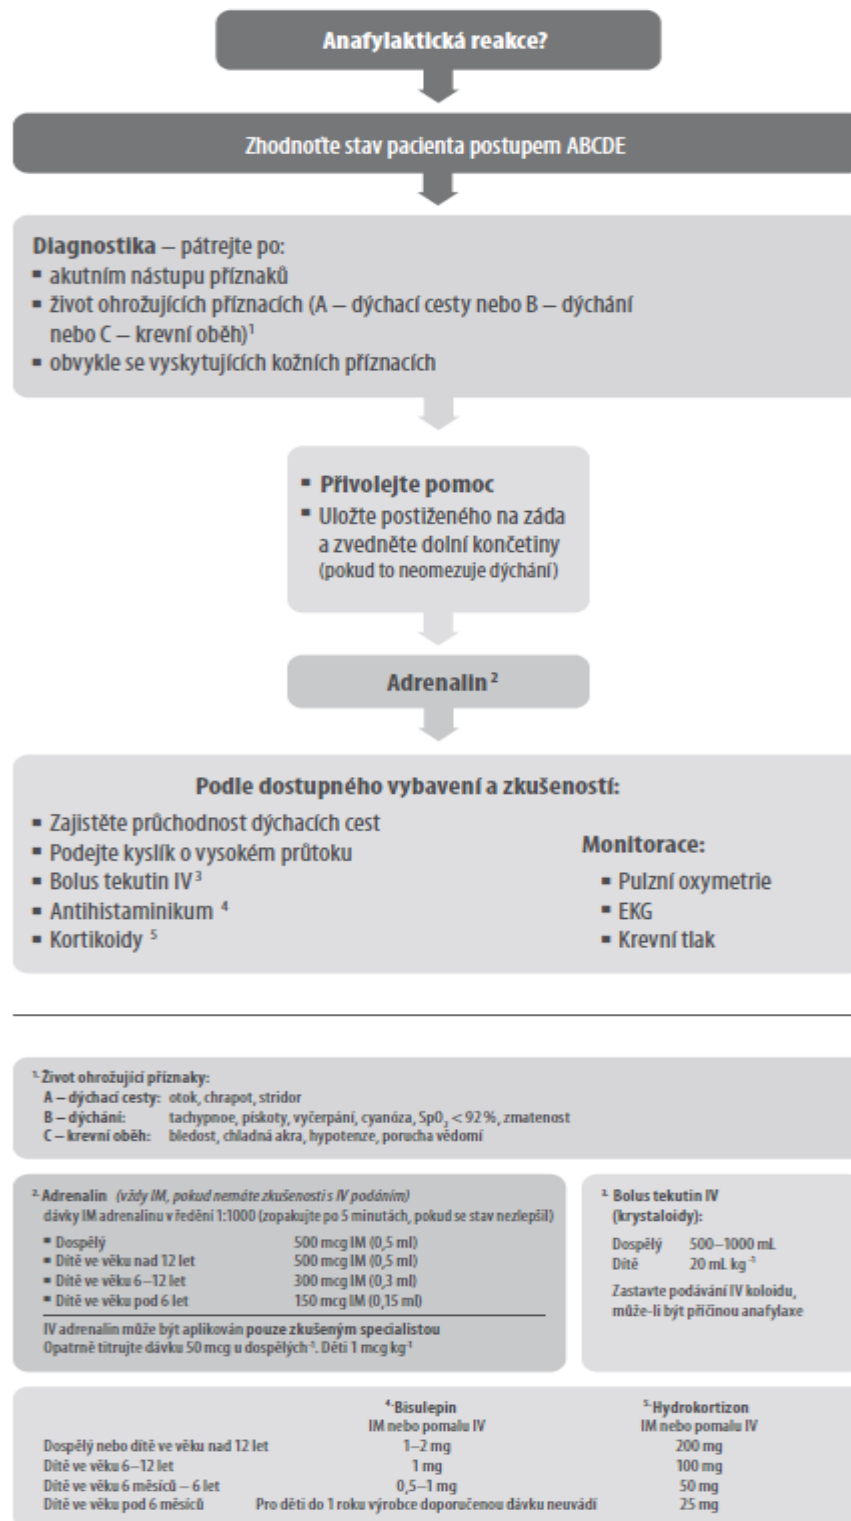 Anafylaktická reakce?
Zhodnoťte stav pacienta postupem ABCDE
Diagnostika – pátrejte po:
▪ akutním nástupu příznaků
▪ život ohrožujících příznacích (A – dýchací cesty nebo B – dýchání
nebo C – krevní oběh)¹
▪ obvykle se vyskytujících kožních příznacích
▪ Přivolejte pomoc
▪ Uložte postiženého na záda
a zvedněte dolní končetiny
(pokud to neomezuje dýchání)
Adrenalin ²
Podle dostupného vybavení a zkušeností:
▪ Zajistěte průchodnost dýchacích cest
▪ Podejte kyslík o vysokém průtoku
▪ Bolus tekutin IV ³
▪ Antihistaminikum ⁴
▪ Kortikoidy ⁵
Monitorace:
▪ Pulzní oxymetrie
▪ EKG
▪ Krevní tlak
¹· Život ohrožující příznaky:
A – dýchací cesty: otok, chrapot, stridor
B – dýchání: tachypnoe, pískoty, vyčerpání, cyanóza, SpO₂ < 92 %, zmatenost
C – krevní oběh: bledost, chladná akra, hypotenze, porucha vědomí
²· Adrenalin (vždy IM, pokud nemáte zkušenosti s IV podáním)
dávky IM adrenalinu v ředění 1:1000 (zopakujte po 5 minutách, pokud se stav nezlepšil)
▪ Dospělý 500 mcg IM (0,5 ml)
▪ Dítě ve věku nad 12 let 500 mcg IM (0,5 ml)
▪ Dítě ve věku 6–12 let 300 mcg IM (0,3 ml)
▪ Dítě ve věku pod 6 let 150 mcg IM (0,15 ml)
IV adrenalin může být aplikován pouze zkušeným specialistou
Opatrně titrujte dávku 50 mcg u dospělých. Děti 1 mcg kg⁻¹
³· Bolus tekutin IV
(krystaloidy):
Dospělý 500–1000 mL
Dítě 20 mL kg⁻¹
Zastavte podávání IV koloidu,
může-li být příčinou anafylaxe
⁴· Bisulepin ⁵· Hydrokortizon
IM nebo pomalu IV IM nebo pomalu IV
Dospělý nebo dítě ve věku nad 12 let 1–2 mg 200 mg
Dítě ve věku 6–12 let 1 mg 100 mg
Dítě ve věku 6 měsíců – 6 let 0,5–1 mg 50 mg
Dítě ve věku pod 6 měsíců Pro děti do 1 roku výrobce doporučenou dávku neuvádí 25 mg